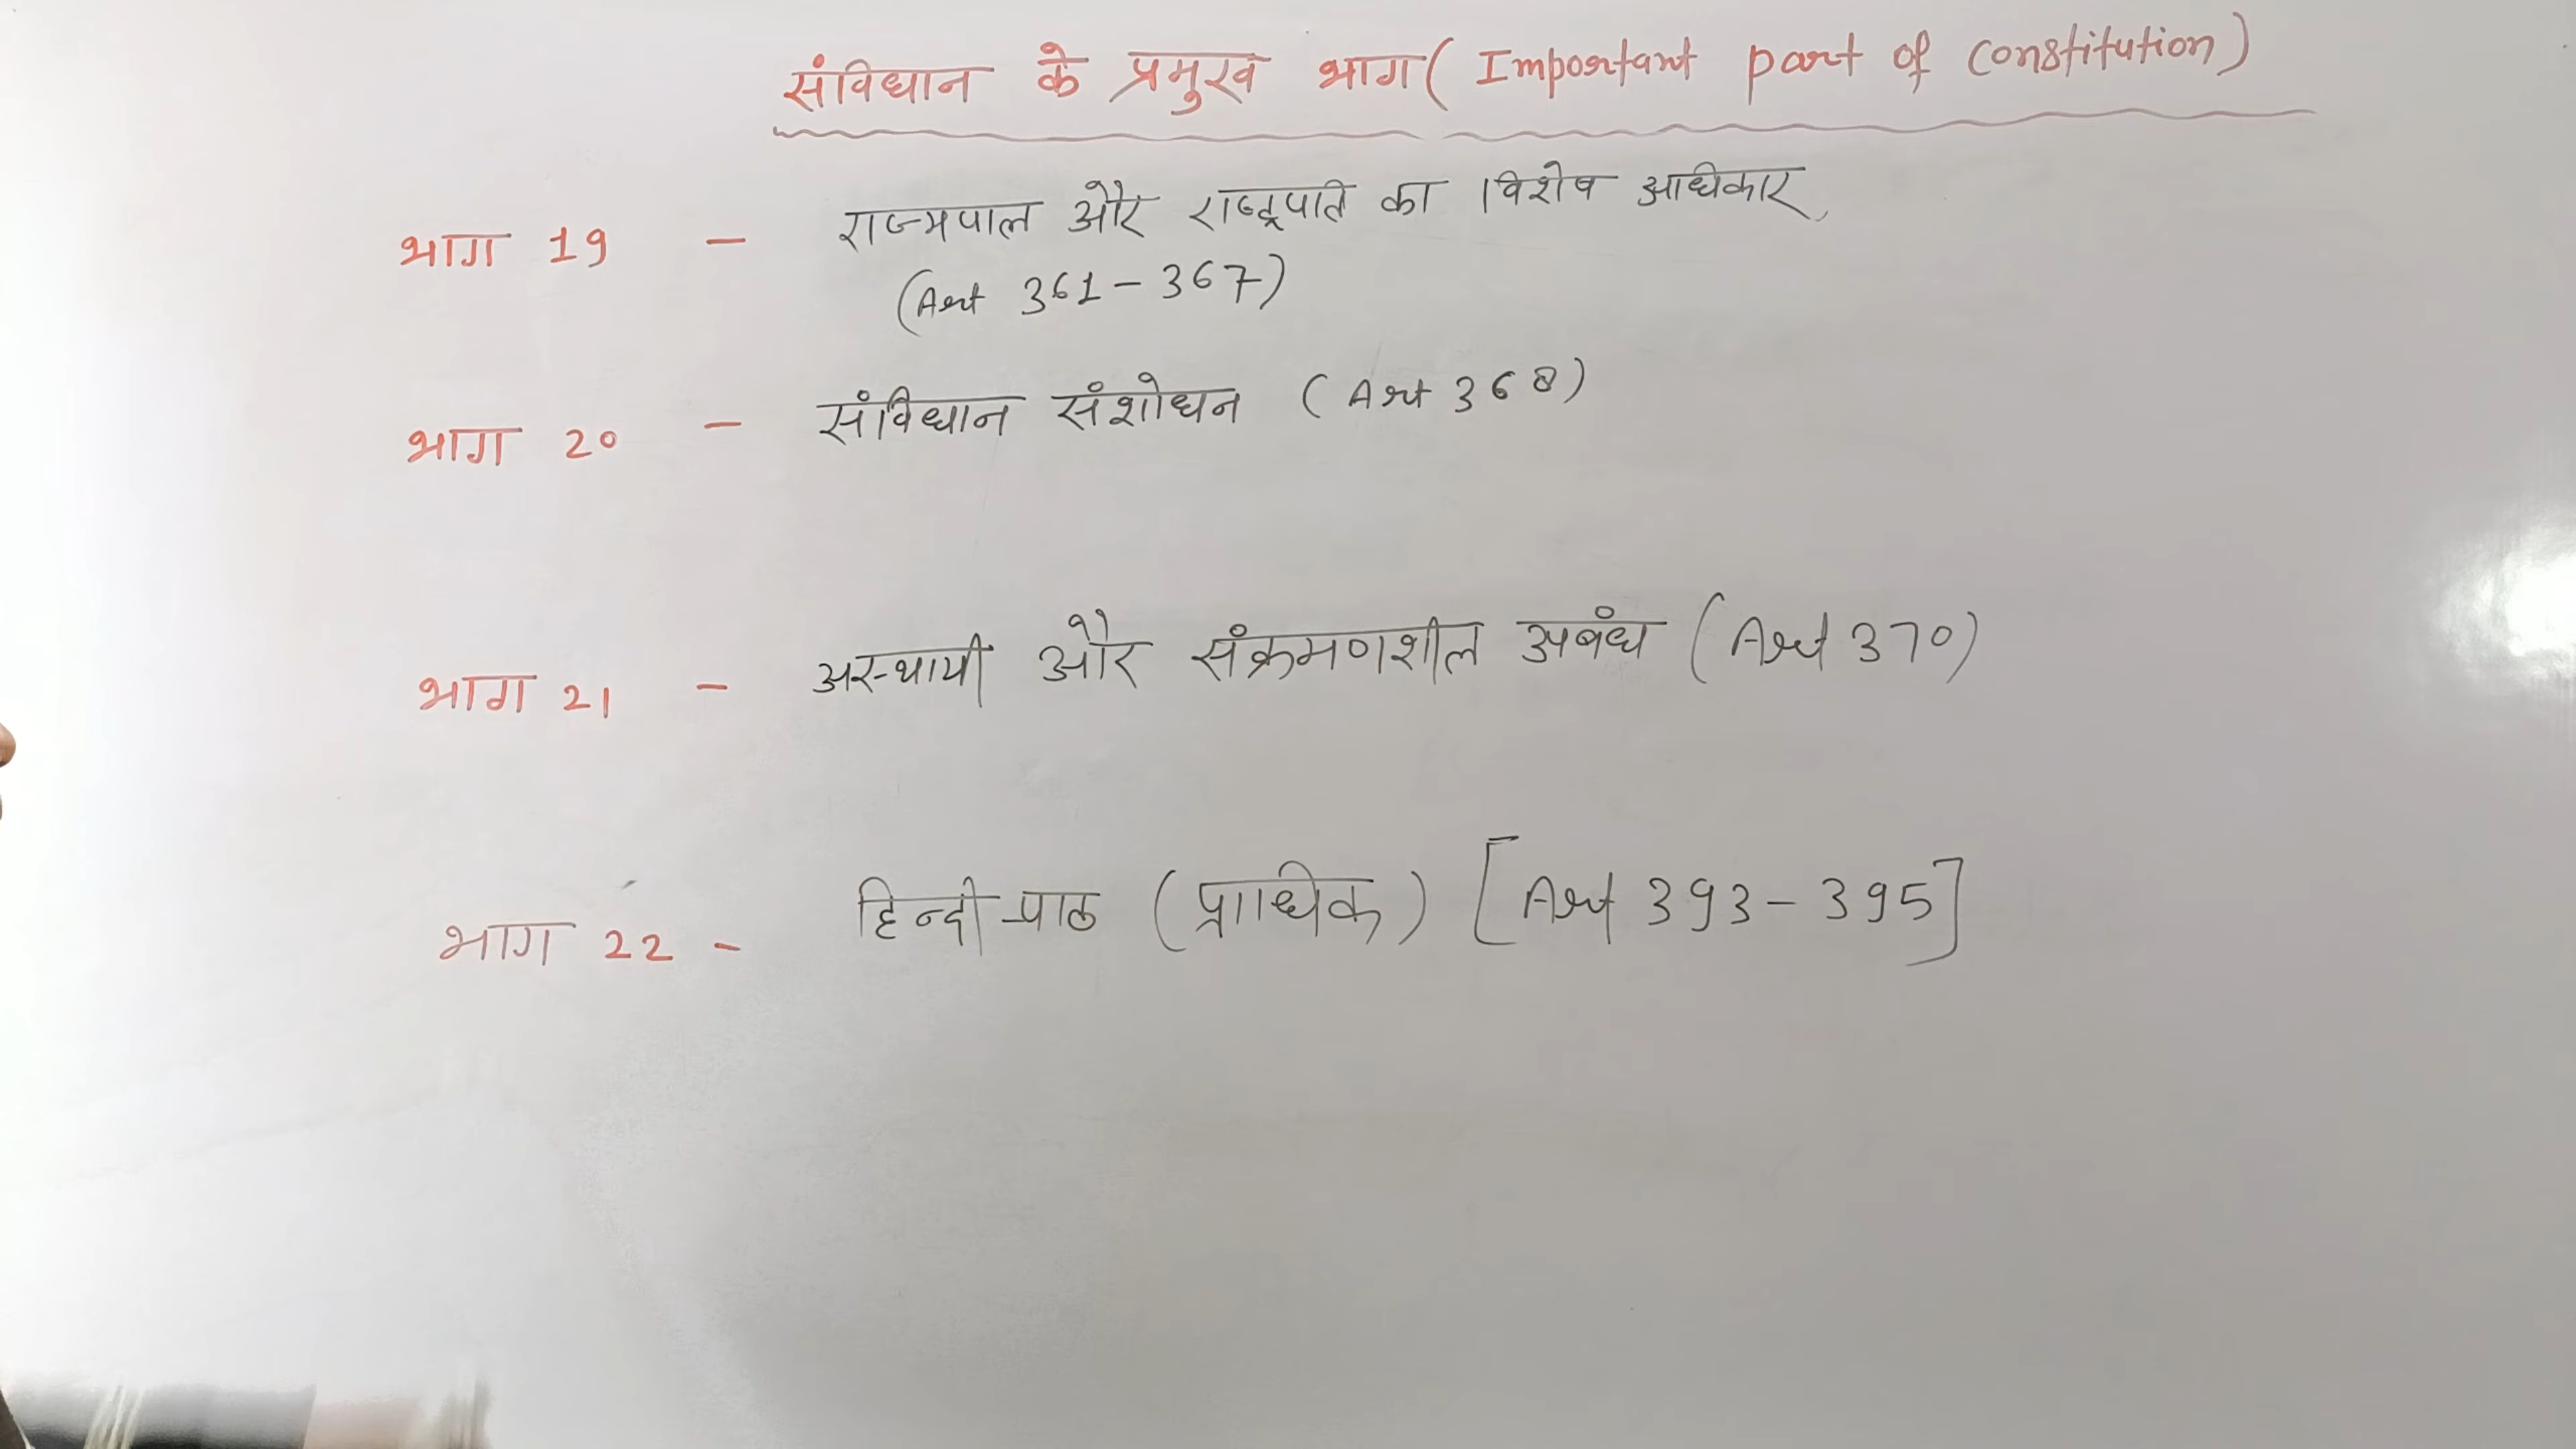 संविधान के प्रमुख भाग ( Important part of constitution )
भाग 19 - राज्यपाल और राष्ट्रपति का विशेष अधिकार,
(Art 361 - 367)
भाग 20 - संविधान संशोधन ( Art 368 )
भाग 21 - अस्थायी और संक्रमणशील उपबंध ( Art 370 )
भाग 22 - हिन्दी-पाठ ( प्राधिक ) [ Art 393 - 395 ]